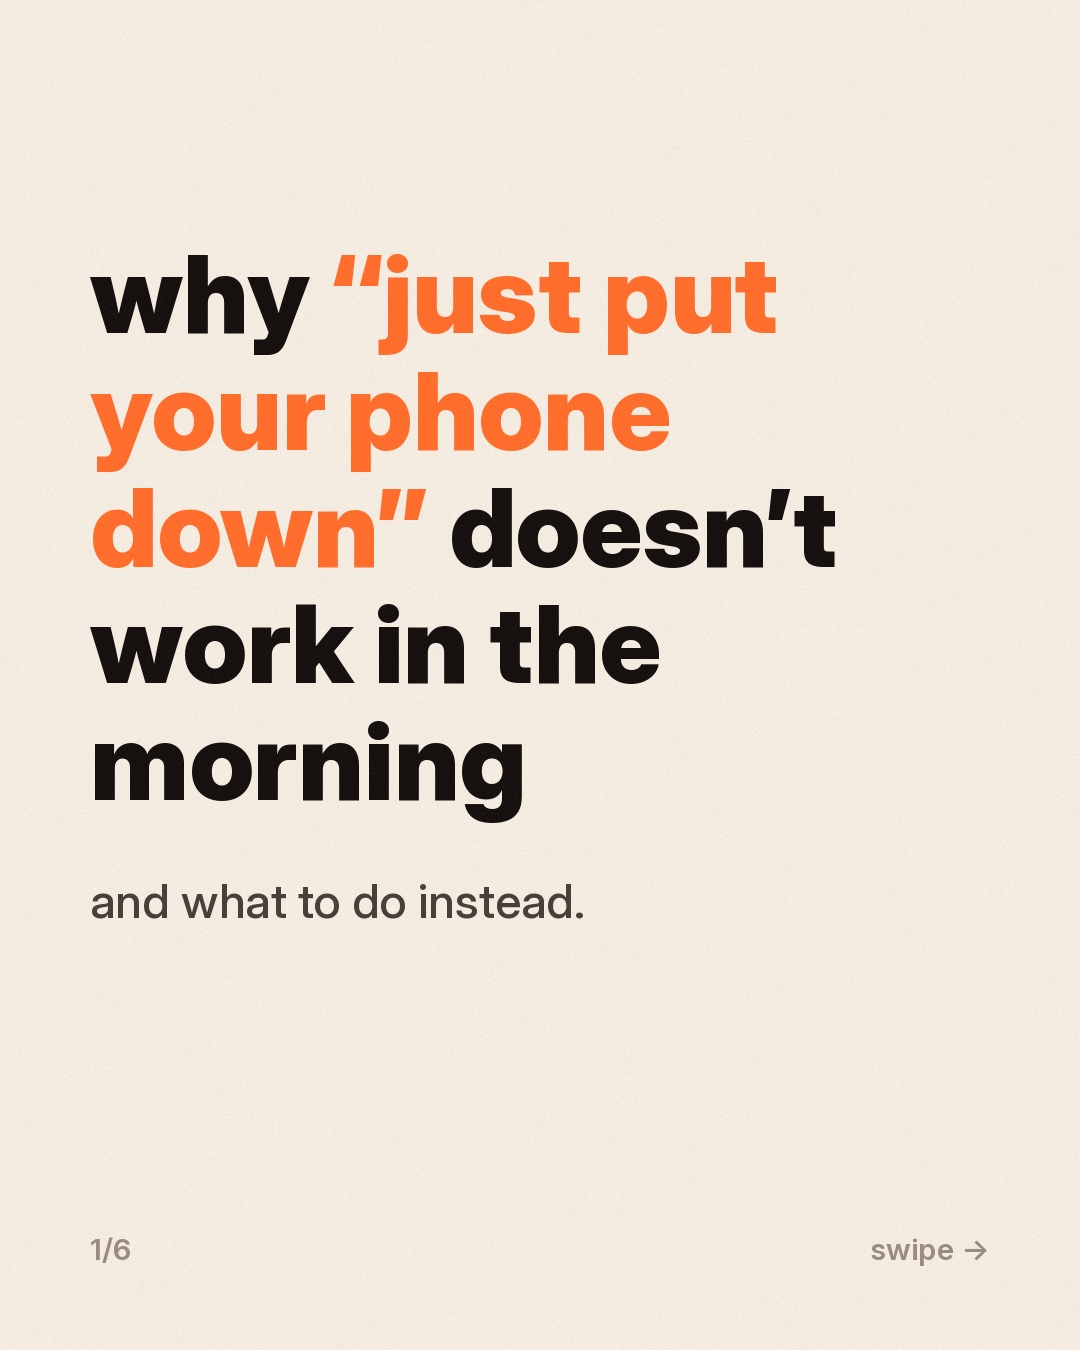 why “just put
your phone
down” doesn’t
work in the
morning
and what to do instead.
1/6
swipe →